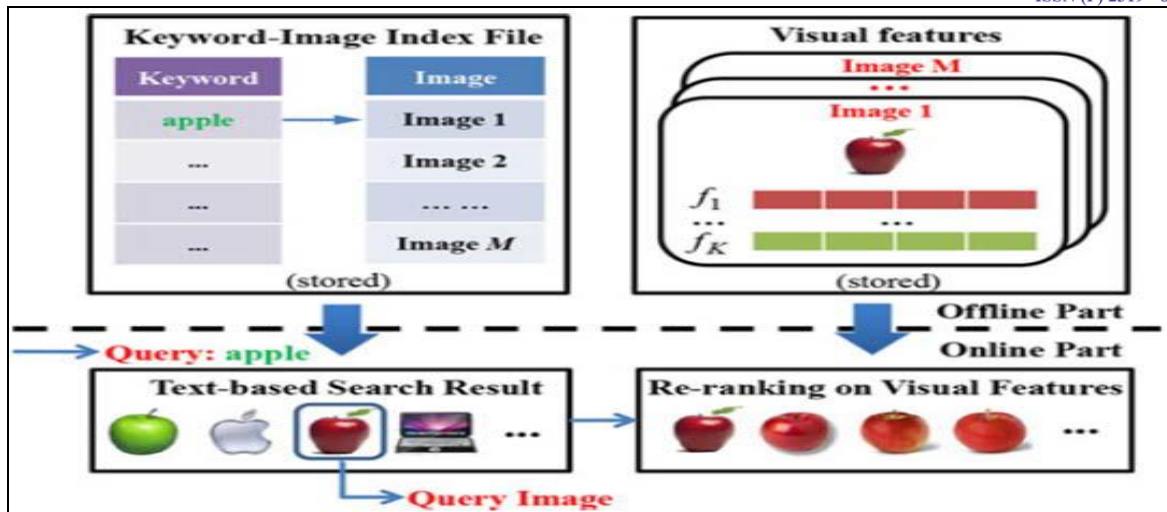 Keyword-Image Index File
Keyword Image
apple Image 1
... Image 2
... ... ...
... Image M
(stored)
Visual features
Image M
...
Image 1
f1
... ...
fK
(stored)
Offline Part
Query: apple
Online Part
Text-based Search Result
...
Re-ranking on Visual Features
...
Query Image